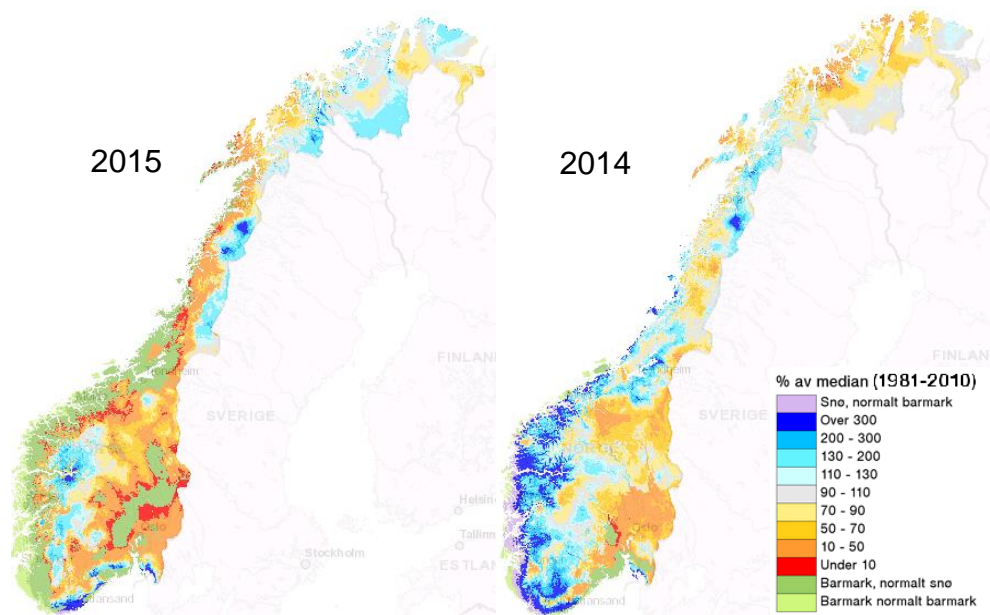 2015
2014
FINLAN
SVERIGE
Oslo
Helsin-
Tallinn
Stockholm
ESTLAN
FINLAN
SVERIGE
Oslo
% av median (1981-2010)
Snø, normalt barmark
Over 300
200 - 300
130 - 200
110 - 130
90 - 110
70 - 90
50 - 70
10 - 50
Under 10
Barmark, normalt snø
Barmark normalt barmark